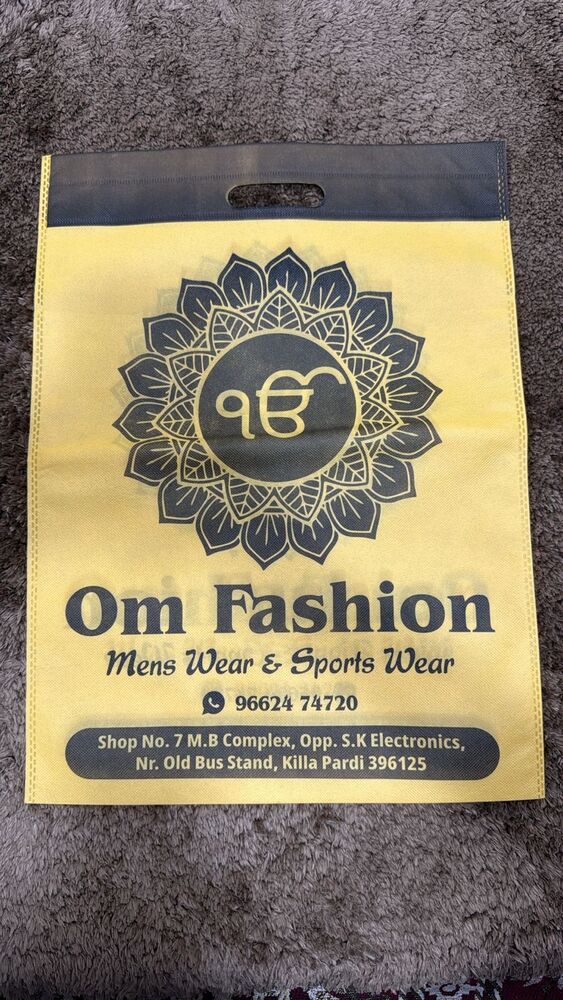 ੴ
Om Fashion
Mens Wear & Sports Wear
96624 74720
Shop No. 7 M.B Complex, Opp. S.K Electronics,
Nr. Old Bus Stand, Killa Pardi 396125